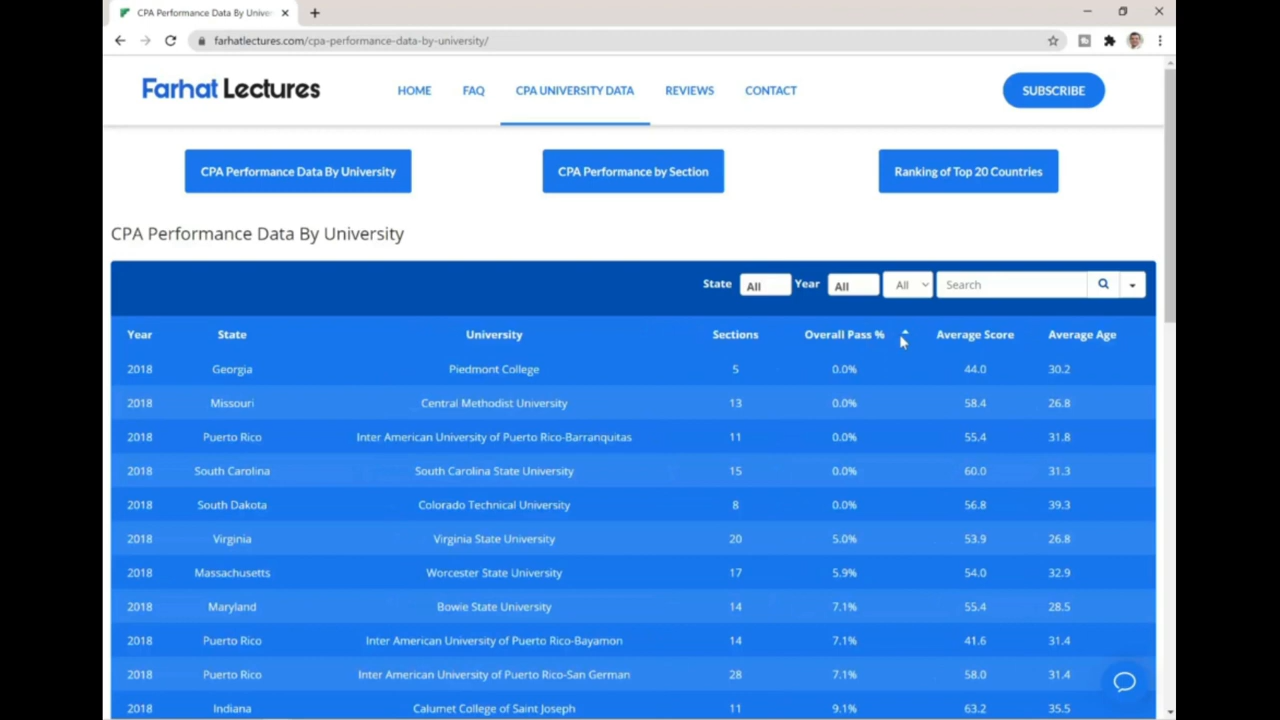 CPA Performance Data By Univer
farhatlectures.com/cpa-performance-data-by-university/
Farhat Lectures
HOME FAQ CPA UNIVERSITY DATA REVIEWS CONTACT SUBSCRIBE
CPA Performance Data By University CPA Performance by Section Ranking of Top 20 Countries
CPA Performance Data By University
State All Year All All Search
Year State University Sections Overall Pass % Average Score Average Age
2018 Georgia Piedmont College 5 0.0% 44.0 30.2
2018 Missouri Central Methodist University 13 0.0% 58.4 26.8
2018 Puerto Rico Inter American University of Puerto Rico-Barranquitas 11 0.0% 55.4 31.8
2018 South Carolina South Carolina State University 15 0.0% 60.0 31.3
2018 South Dakota Colorado Technical University 8 0.0% 56.8 39.3
2018 Virginia Virginia State University 20 5.0% 53.9 26.8
2018 Massachusetts Worcester State University 17 5.9% 54.0 32.9
2018 Maryland Bowie State University 14 7.1% 55.4 28.5
2018 Puerto Rico Inter American University of Puerto Rico-Bayamon 14 7.1% 41.6 31.4
2018 Puerto Rico Inter American University of Puerto Rico-San German 28 7.1% 58.0 31.4
2018 Indiana Calumet College of Saint Joseph 11 9.1% 63.2 35.5